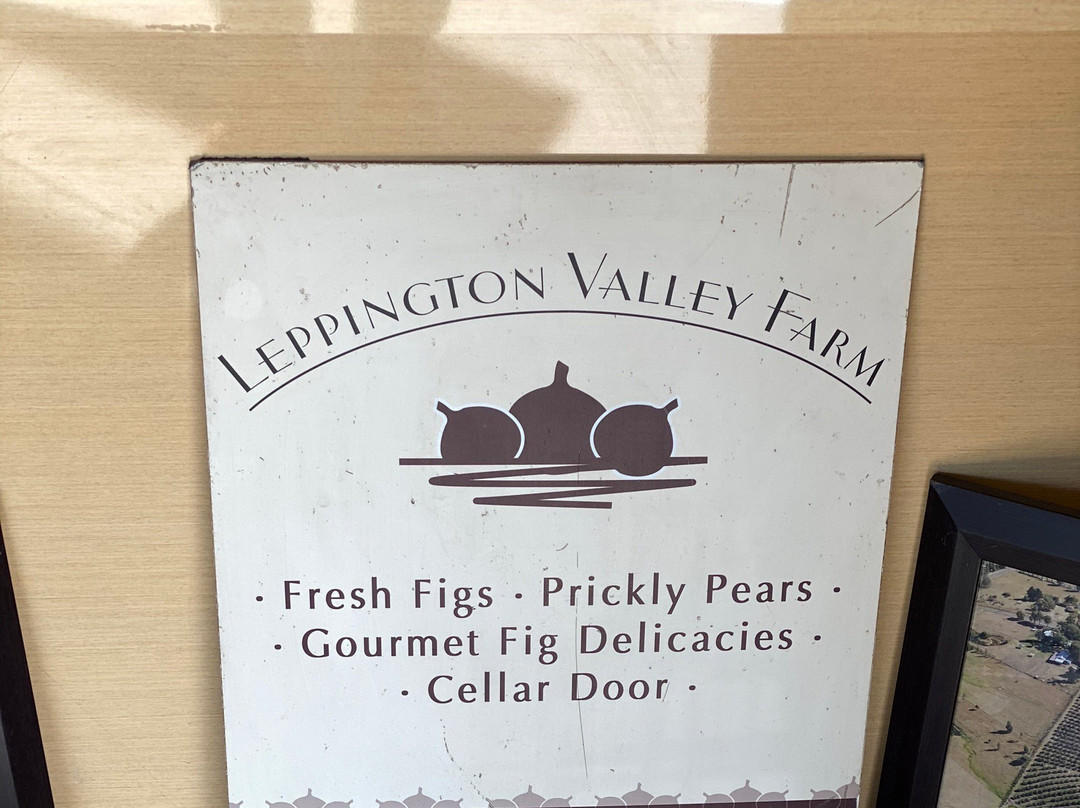 LEPPINGTON VALLEY FARM
· Fresh Figs · Prickly Pears ·
· Gourmet Fig Delicacies ·
· Cellar Door ·